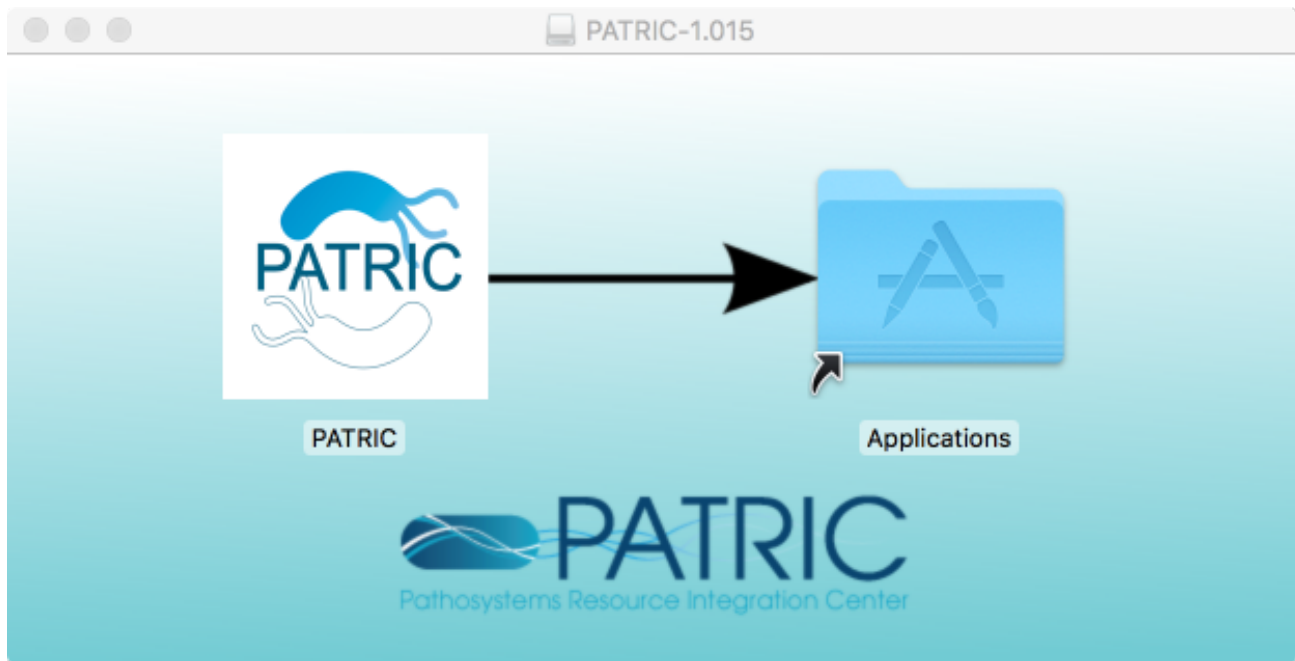 PATRIC-1.015
PATRIC
PATRIC
Applications
PATRIC
Pathosystems Resource Integration Center